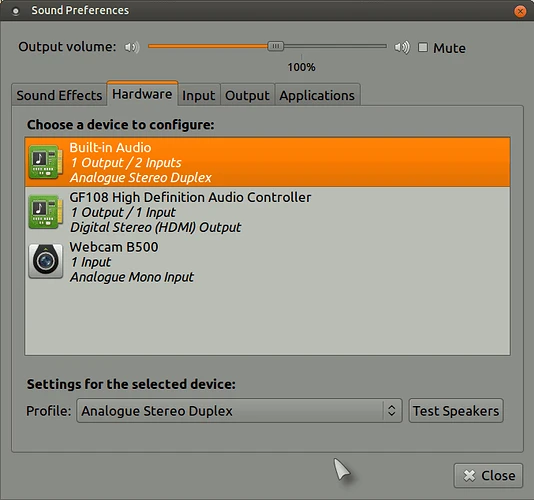 Sound Preferences
Output volume: Mute
100%
Sound Effects Hardware Input Output Applications
Choose a device to configure:
Built-in Audio
1 Output / 2 Inputs
Analogue Stereo Duplex
GF108 High Definition Audio Controller
1 Output / 1 Input
Digital Stereo (HDMI) Output
Webcam B500
1 Input
Analogue Mono Input
Settings for the selected device:
Profile: Analogue Stereo Duplex Test Speakers
Close